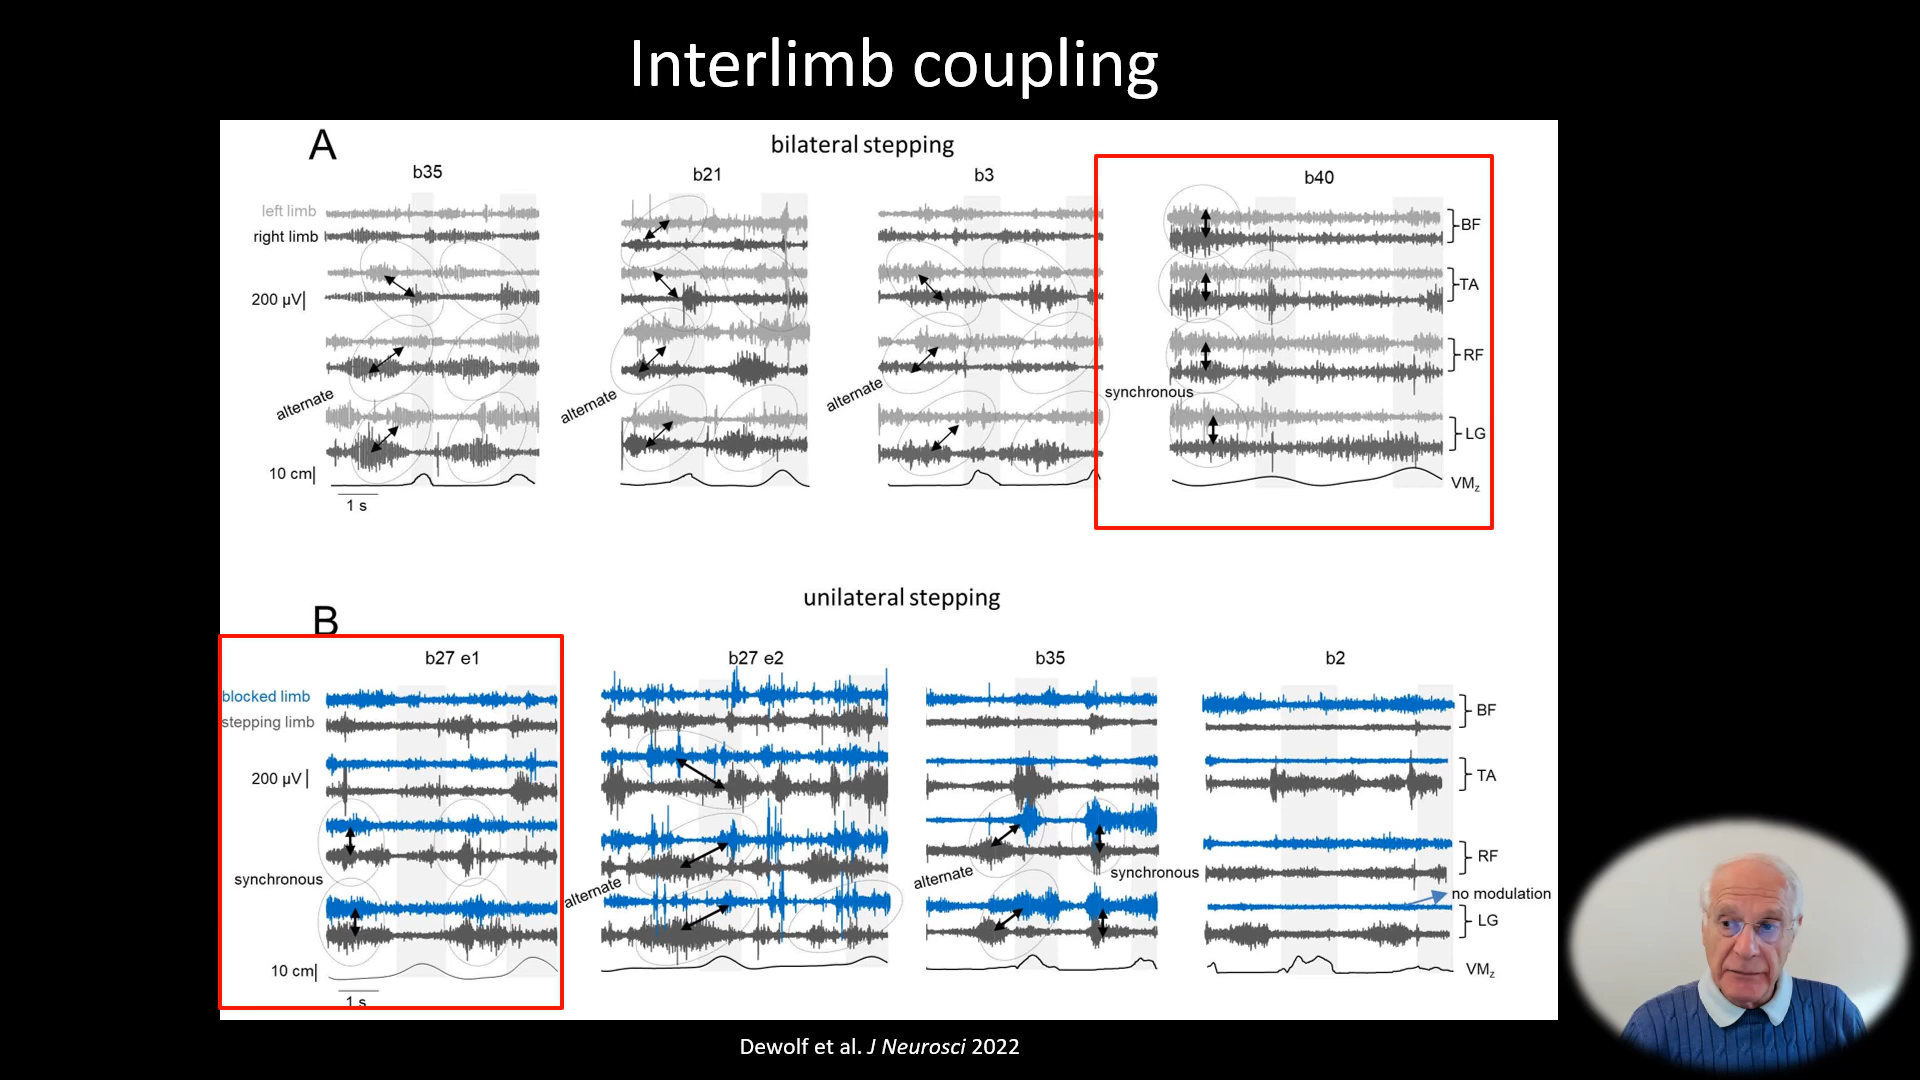 Interlimb coupling
A
bilateral stepping
b35
b21
b3
b40
left limb
right limb
200 µV
alternate
alternate
alternate
synchronous
10 cm
1 s
BF
TA
RF
LG
VMz
unilateral stepping
B
b27 e1
b27 e2
b35
b2
blocked limb
stepping limb
200 µV
synchronous
alternate
alternate
synchronous
no modulation
10 cm
1 s
BF
TA
RF
LG
VMz
Dewolf et al. J Neurosci 2022